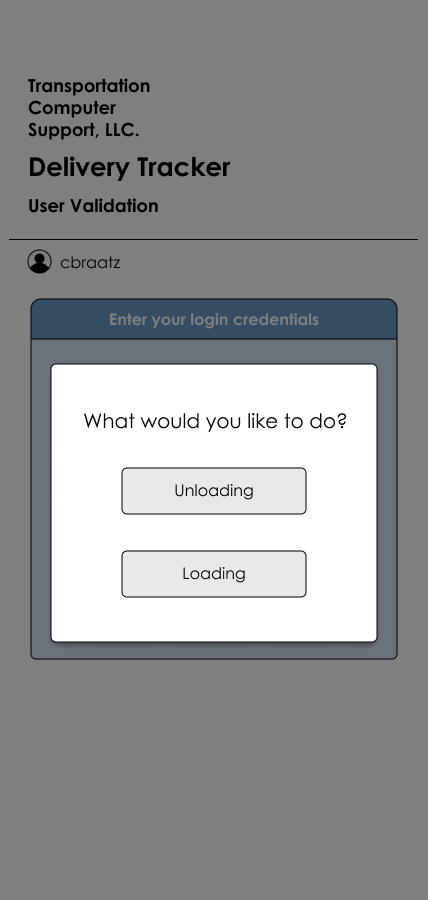 Transportation
Computer
Support, LLC.
Delivery Tracker
User Validation
cbraatz
Enter your login credentials
What would you like to do?
Unloading
Loading